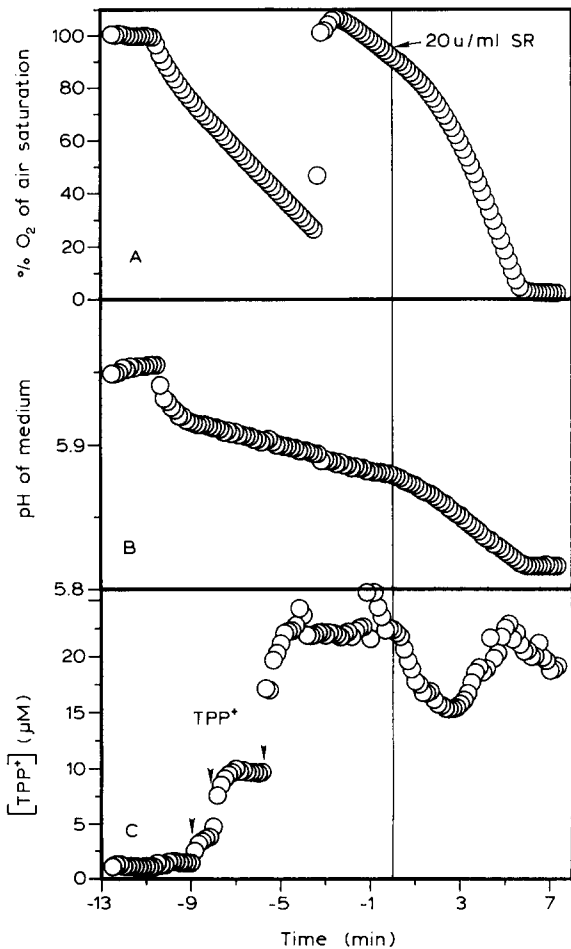 % O₂ of air saturation
100
80
60
40
20
0
20 u/ml SR
A
pH of medium
5.9
5.8
B
[TPP⁺] (μM)
20
15
10
5
0
TPP⁺
C
-13
-9
-5
-1
3
7
Time (min)